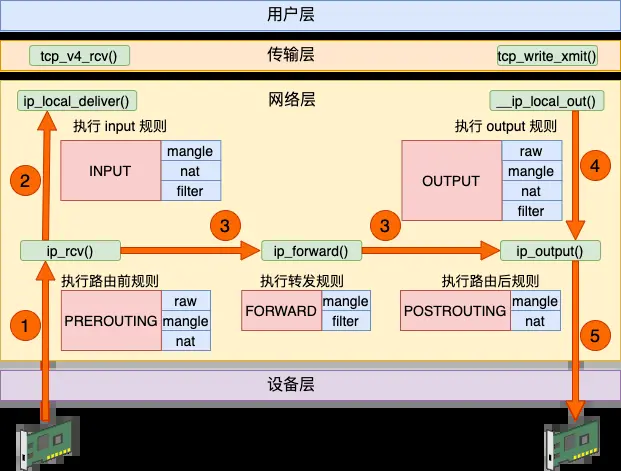 用户层
传输层
tcp_v4_rcv()
tcp_write_xmit()
网络层
ip_local_deliver()
__ip_local_out()
执行 input 规则
INPUT
mangle
nat
filter
执行 output 规则
OUTPUT
raw
mangle
nat
filter
2
4
ip_rcv()
3
ip_forward()
3
ip_output()
执行路由前规则
PREROUTING
raw
mangle
nat
执行转发规则
FORWARD
mangle
filter
执行路由后规则
POSTROUTING
mangle
nat
1
5
设备层